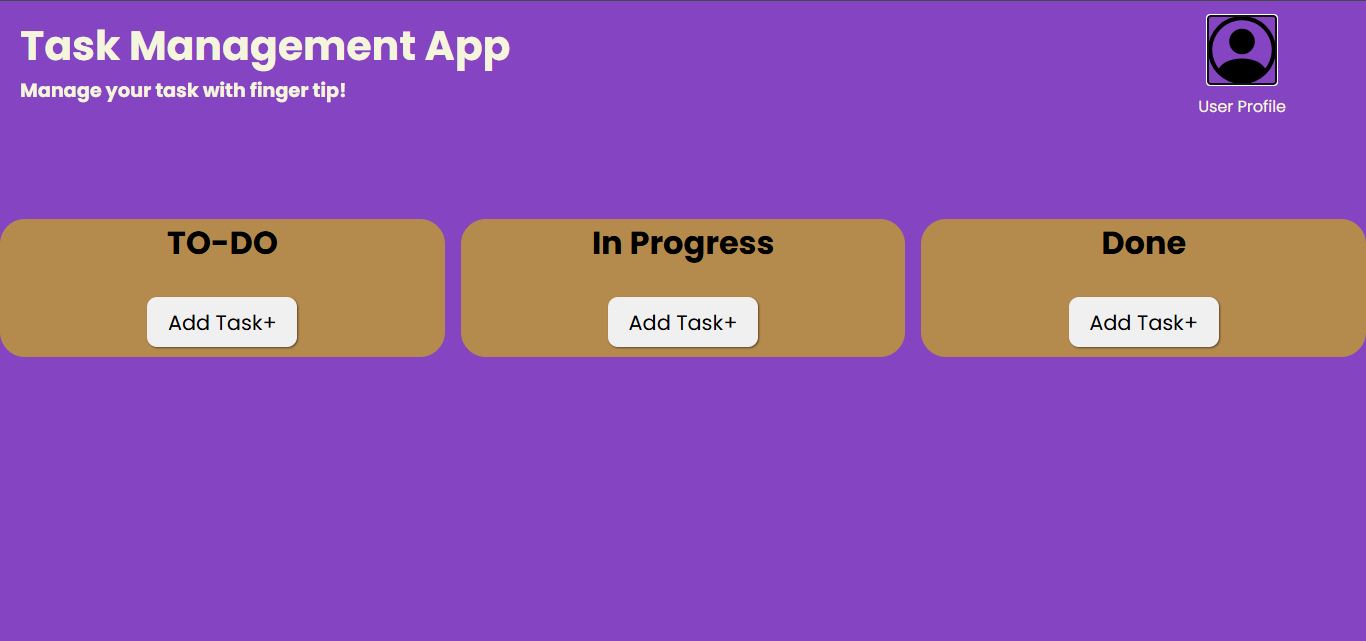 Task Management App
Manage your task with finger tip!
User Profile
TO-DO
In Progress
Done
Add Task+
Add Task+
Add Task+